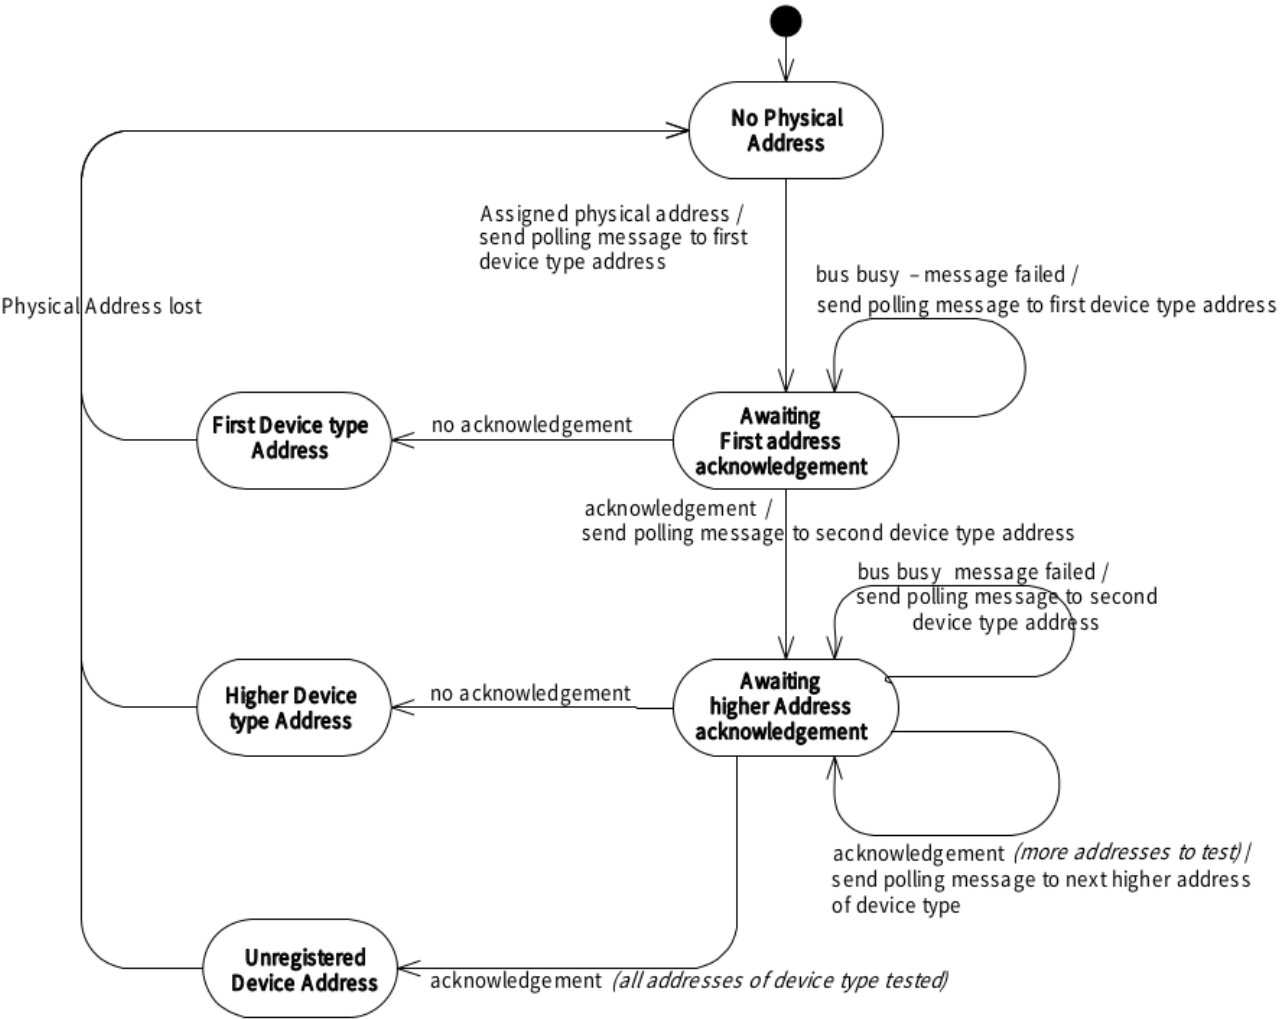 No Physical
Address
Assigned physical address /
send polling message to first
device type address
bus busy – message failed /
send polling message to first device type address
Physical Address lost
First Device type
Address
no acknowledgement
Awaiting
First address
acknowledgement
acknowledgement /
send polling message to second device type address
bus busy message failed /
send polling message to second
device type address
Higher Device
type Address
no acknowledgement
Awaiting
higher Address
acknowledgement
acknowledgement (more addresses to test) /
send polling message to next higher address
of device type
Unregistered
Device Address
acknowledgement (all addresses of device type tested)